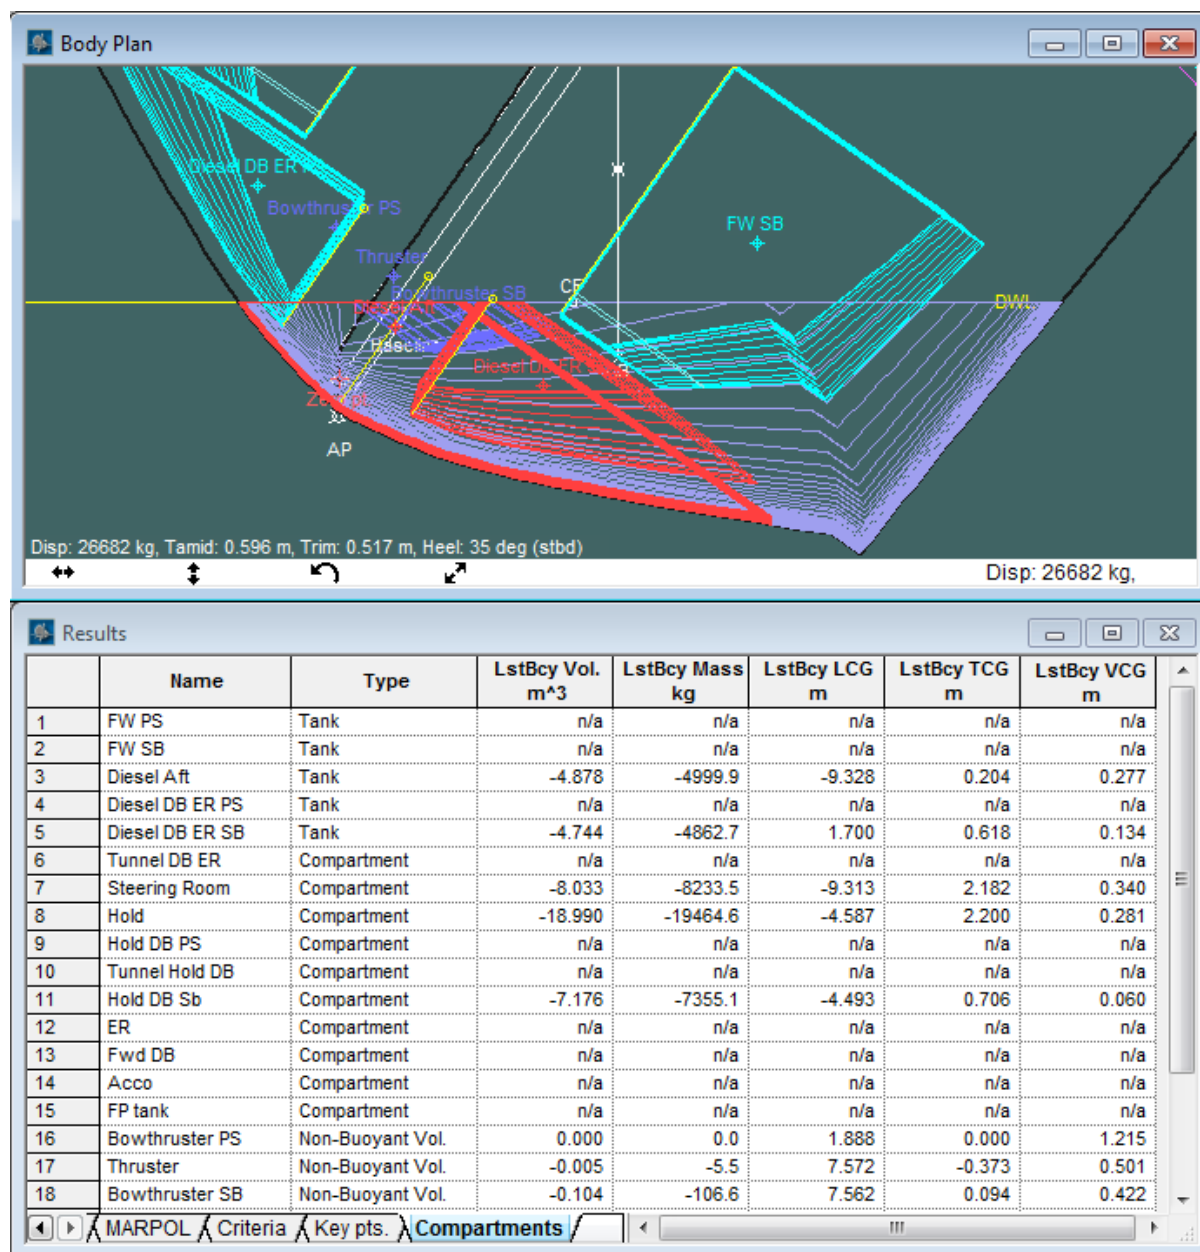 Body Plan
Diesel DB ER
Bowthruster PS
FW SB
Thruster
CF
Bowthruster SB
DWL
Diesel Aft
Baseline
Diesel DB ER
Zero pt.
AP
Disp: 26682 kg, Tamid: 0.596 m, Trim: 0.517 m, Heel: 35 deg (stbd)
Disp: 26682 kg,
Results
Name Type LstBcy Vol. m^3 LstBcy Mass kg LstBcy LCG m LstBcy TCG m LstBcy VCG m
1 FW PS Tank n/a n/a n/a n/a n/a
2 FW SB Tank n/a n/a n/a n/a n/a
3 Diesel Aft Tank -4.878 -4999.9 -9.328 0.204 0.277
4 Diesel DB ER PS Tank n/a n/a n/a n/a n/a
5 Diesel DB ER SB Tank -4.744 -4862.7 1.700 0.618 0.134
6 Tunnel DB ER Compartment n/a n/a n/a n/a n/a
7 Steering Room Compartment -8.033 -8233.5 -9.313 2.182 0.340
8 Hold Compartment -18.990 -19464.6 -4.587 2.200 0.281
9 Hold DB PS Compartment n/a n/a n/a n/a n/a
10 Tunnel Hold DB Compartment n/a n/a n/a n/a n/a
11 Hold DB Sb Compartment -7.176 -7355.1 -4.493 0.706 0.060
12 ER Compartment n/a n/a n/a n/a n/a
13 Fwd DB Compartment n/a n/a n/a n/a n/a
14 Acco Compartment n/a n/a n/a n/a n/a
15 FP tank Compartment n/a n/a n/a n/a n/a
16 Bowthruster PS Non-Buoyant Vol. 0.000 0.0 1.888 0.000 1.215
17 Thruster Non-Buoyant Vol. -0.005 -5.5 7.572 -0.373 0.501
18 Bowthruster SB Non-Buoyant Vol. -0.104 -106.6 7.562 0.094 0.422
MARPOL Criteria Key pts. Compartments